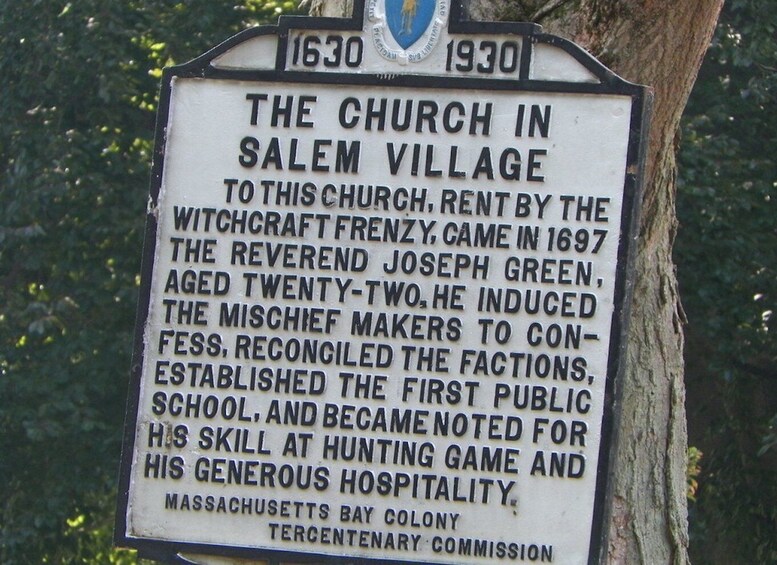 1630 1930
THE CHURCH IN
SALEM VILLAGE
TO THIS CHURCH, RENT BY THE
WITCHCRAFT FRENZY, CAME IN 1697
THE REVEREND JOSEPH GREEN,
AGED TWENTY-TWO. HE INDUCED
THE MISCHIEF MAKERS TO CON-
FESS, RECONCILED THE FACTIONS,
ESTABLISHED THE FIRST PUBLIC
SCHOOL, AND BECAME NOTED FOR
HIS SKILL AT HUNTING GAME AND
HIS GENEROUS HOSPITALITY.
MASSACHUSETTS BAY COLONY
TERCENTENARY COMMISSION